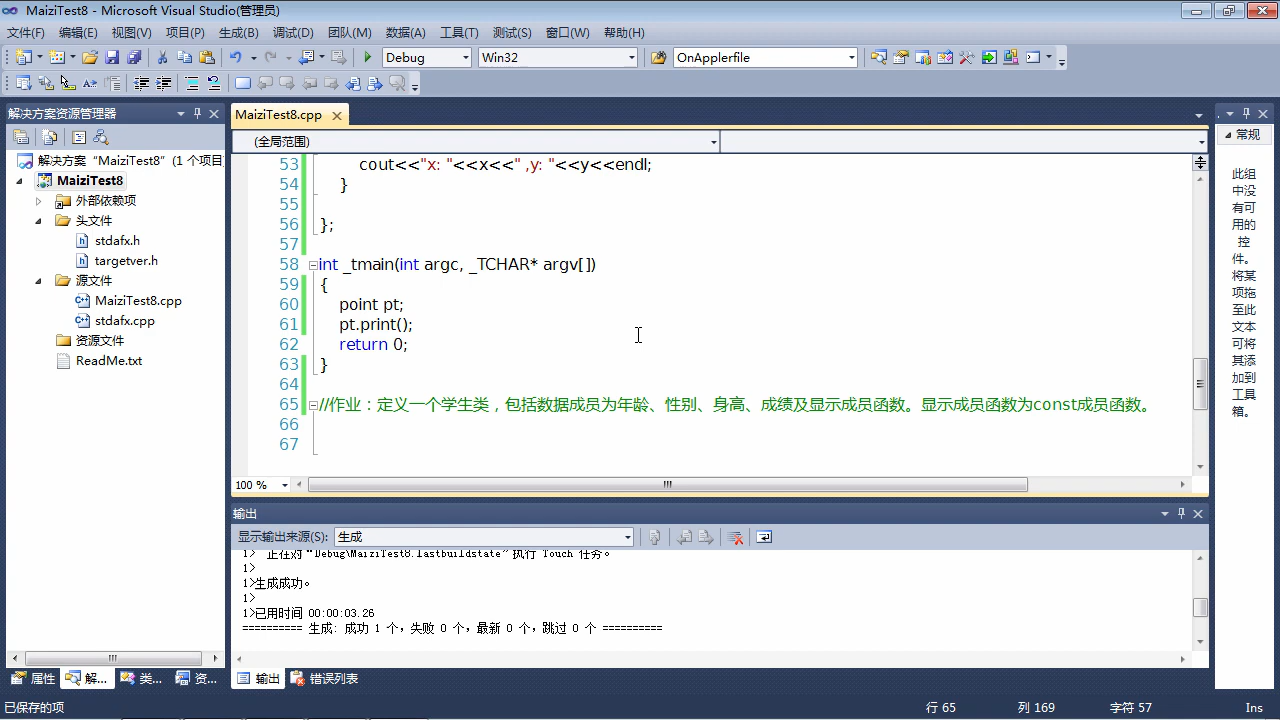 MaiziTest8 - Microsoft Visual Studio(管理员)
文件(F) 编辑(E) 视图(V) 项目(P) 生成(B) 调试(D) 团队(M) 数据(A) 工具(T) 测试(S) 窗口(W) 帮助(H)
Debug Win32 OnApplerfile
解决方案资源管理器
解决方案“MaiziTest8”(1 个项目
MaiziTest8
外部依赖项
头文件
stdafx.h
targetver.h
源文件
MaiziTest8.cpp
stdafx.cpp
资源文件
ReadMe.txt
属性 解... 类... 资...
MaiziTest8.cpp
(全局范围)
53 cout<<"x: "<<x<<" ,y: "<<y<<endl;
54 }
55
56 };
57
58 int _tmain(int argc, _TCHAR* argv[])
59 {
60 point pt;
61 pt.print();
62 return 0;
63 }
64
65 //作业：定义一个学生类，包括数据成员为年龄、性别、身高、成绩及显示成员函数。显示成员函数为const成员函数。
66
67
100 %
输出
显示输出来源(S): 生成
1> 正在对“Debug\MaiziTest8.lastbuildstate”执行 Touch 任务。
1>
1>生成成功。
1>
1>已用时间 00:00:03.26
========== 生成: 成功 1 个，失败 0 个，最新 0 个，跳过 0 个 ==========
输出 错误列表
常规
此组
中没
有可
用的
控
件。
将某
项拖
至此
文本
可将
其添
加到
工具
箱。
已保存的项 行 65 列 169 字符 57 Ins